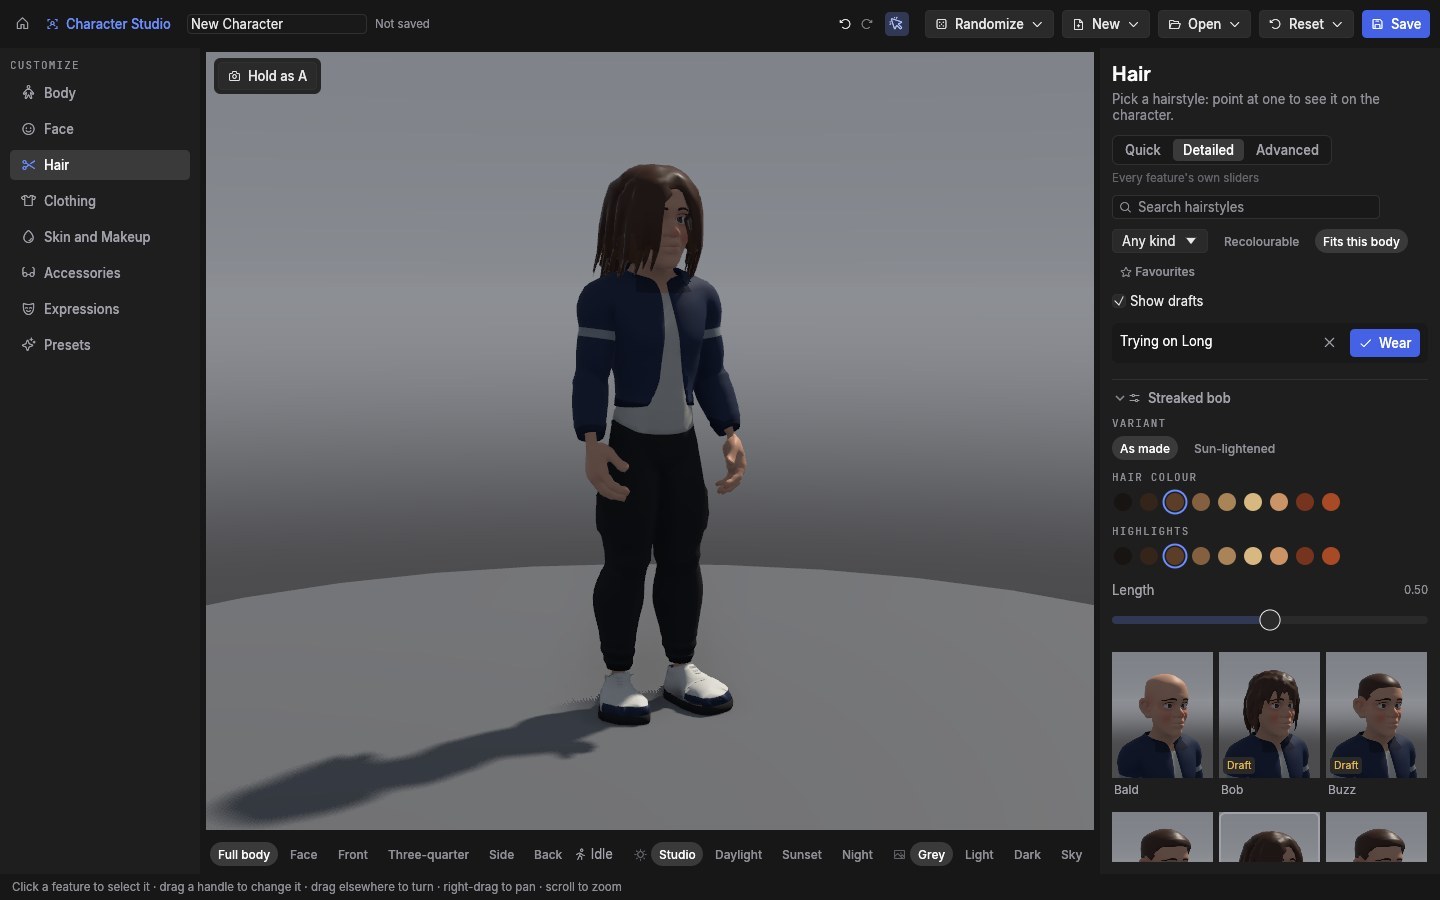 Character Studio
New Character
Not saved
Randomize
New
Open
Reset
Save
CUSTOMIZE
Body
Face
Hair
Clothing
Skin and Makeup
Accessories
Expressions
Presets
Hold as A
Full body
Face
Front
Three-quarter
Side
Back
Idle
Studio
Daylight
Sunset
Night
Grey
Light
Dark
Sky
Hair
Pick a hairstyle: point at one to see it on the
character.
Quick
Detailed
Advanced
Every feature's own sliders
Search hairstyles
Any kind
Recolourable
Fits this body
Favourites
Show drafts
Trying on Long
Wear
Streaked bob
VARIANT
As made
Sun-lightened
HAIR COLOUR
HIGHLIGHTS
Length
0.50
Draft
Draft
Bald
Bob
Buzz
Click a feature to select it · drag a handle to change it · drag elsewhere to turn · right-drag to pan · scroll to zoom